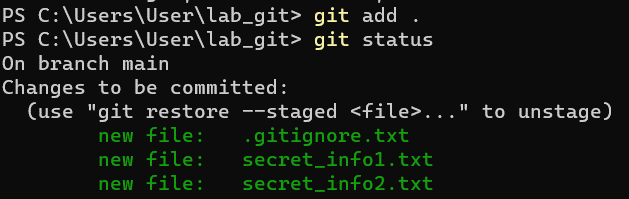 PS C:\Users\User\lab_git> git add .
PS C:\Users\User\lab_git> git status
On branch main
Changes to be committed:
  (use "git restore --staged <file>..." to unstage)
        new file:   .gitignore.txt
        new file:   secret_info1.txt
        new file:   secret_info2.txt